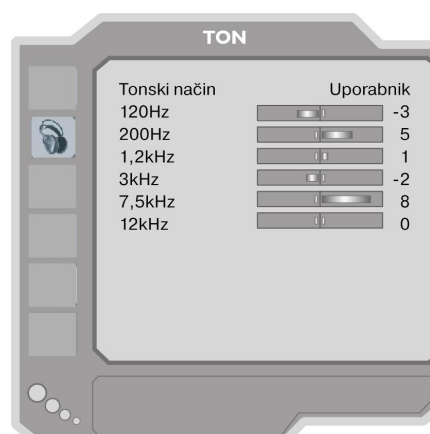 TON
Tonski način Uporabnik
120Hz -3
200Hz 5
1,2kHz 1
3kHz -2
7,5kHz 8
12kHz 0